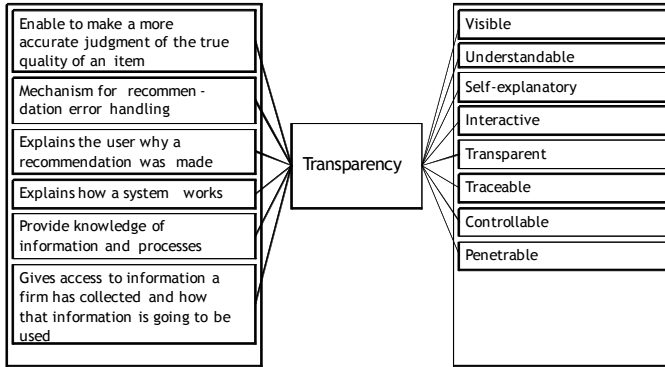 Enable to make a more
accurate judgment of the true
quality of an item
Mechanism for recommen -
dation error handling
Explains the user why a
recommendation was made
Explains how a system works
Provide knowledge of
information and processes
Gives access to information a
firm has collected and how
that information is going to be
used
Transparency
Visible
Understandable
Self-explanatory
Interactive
Transparent
Traceable
Controllable
Penetrable